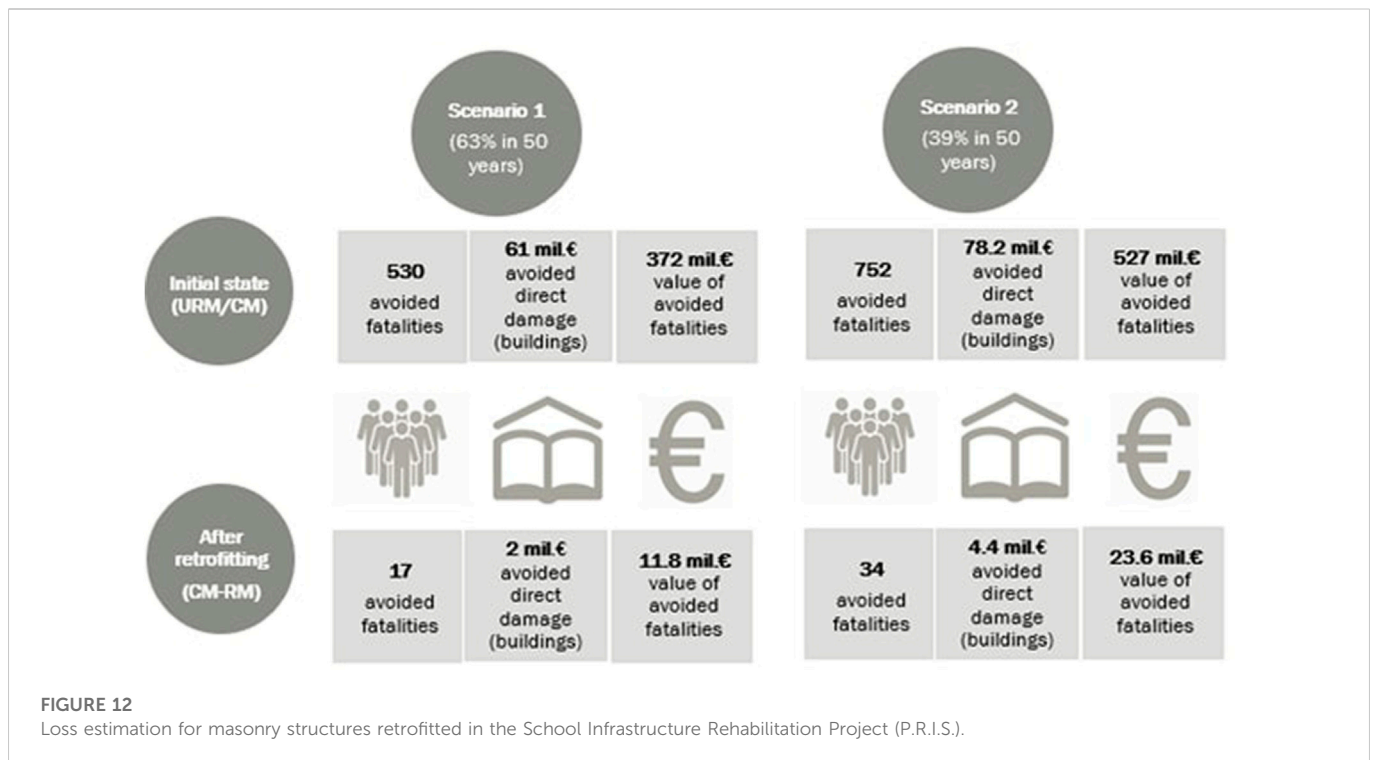 Scenario 1
(63% in 50
years)
Scenario 2
(39% in 50
years)
Initial state
(URM/CM)
530
avoided
fatalities
61 mil.€
avoided
direct
damage
(buildings)
372 mil.€
value of
avoided
fatalities
752
avoided
fatalities
78.2 mil.€
avoided
direct
damage
(buildings)
527 mil.€
value of
avoided
fatalities
€
€
After
retrofitting
(CM-RM)
17
avoided
fatalities
2 mil.€
avoided
direct
damage
(buildings)
11.8 mil.€
value of
avoided
fatalities
34
avoided
fatalities
4.4 mil.€
avoided
direct
damage
(buildings)
23.6 mil.€
value of
avoided
fatalities
FIGURE 12
Loss estimation for masonry structures retrofitted in the School Infrastructure Rehabilitation Project (P.R.I.S.).